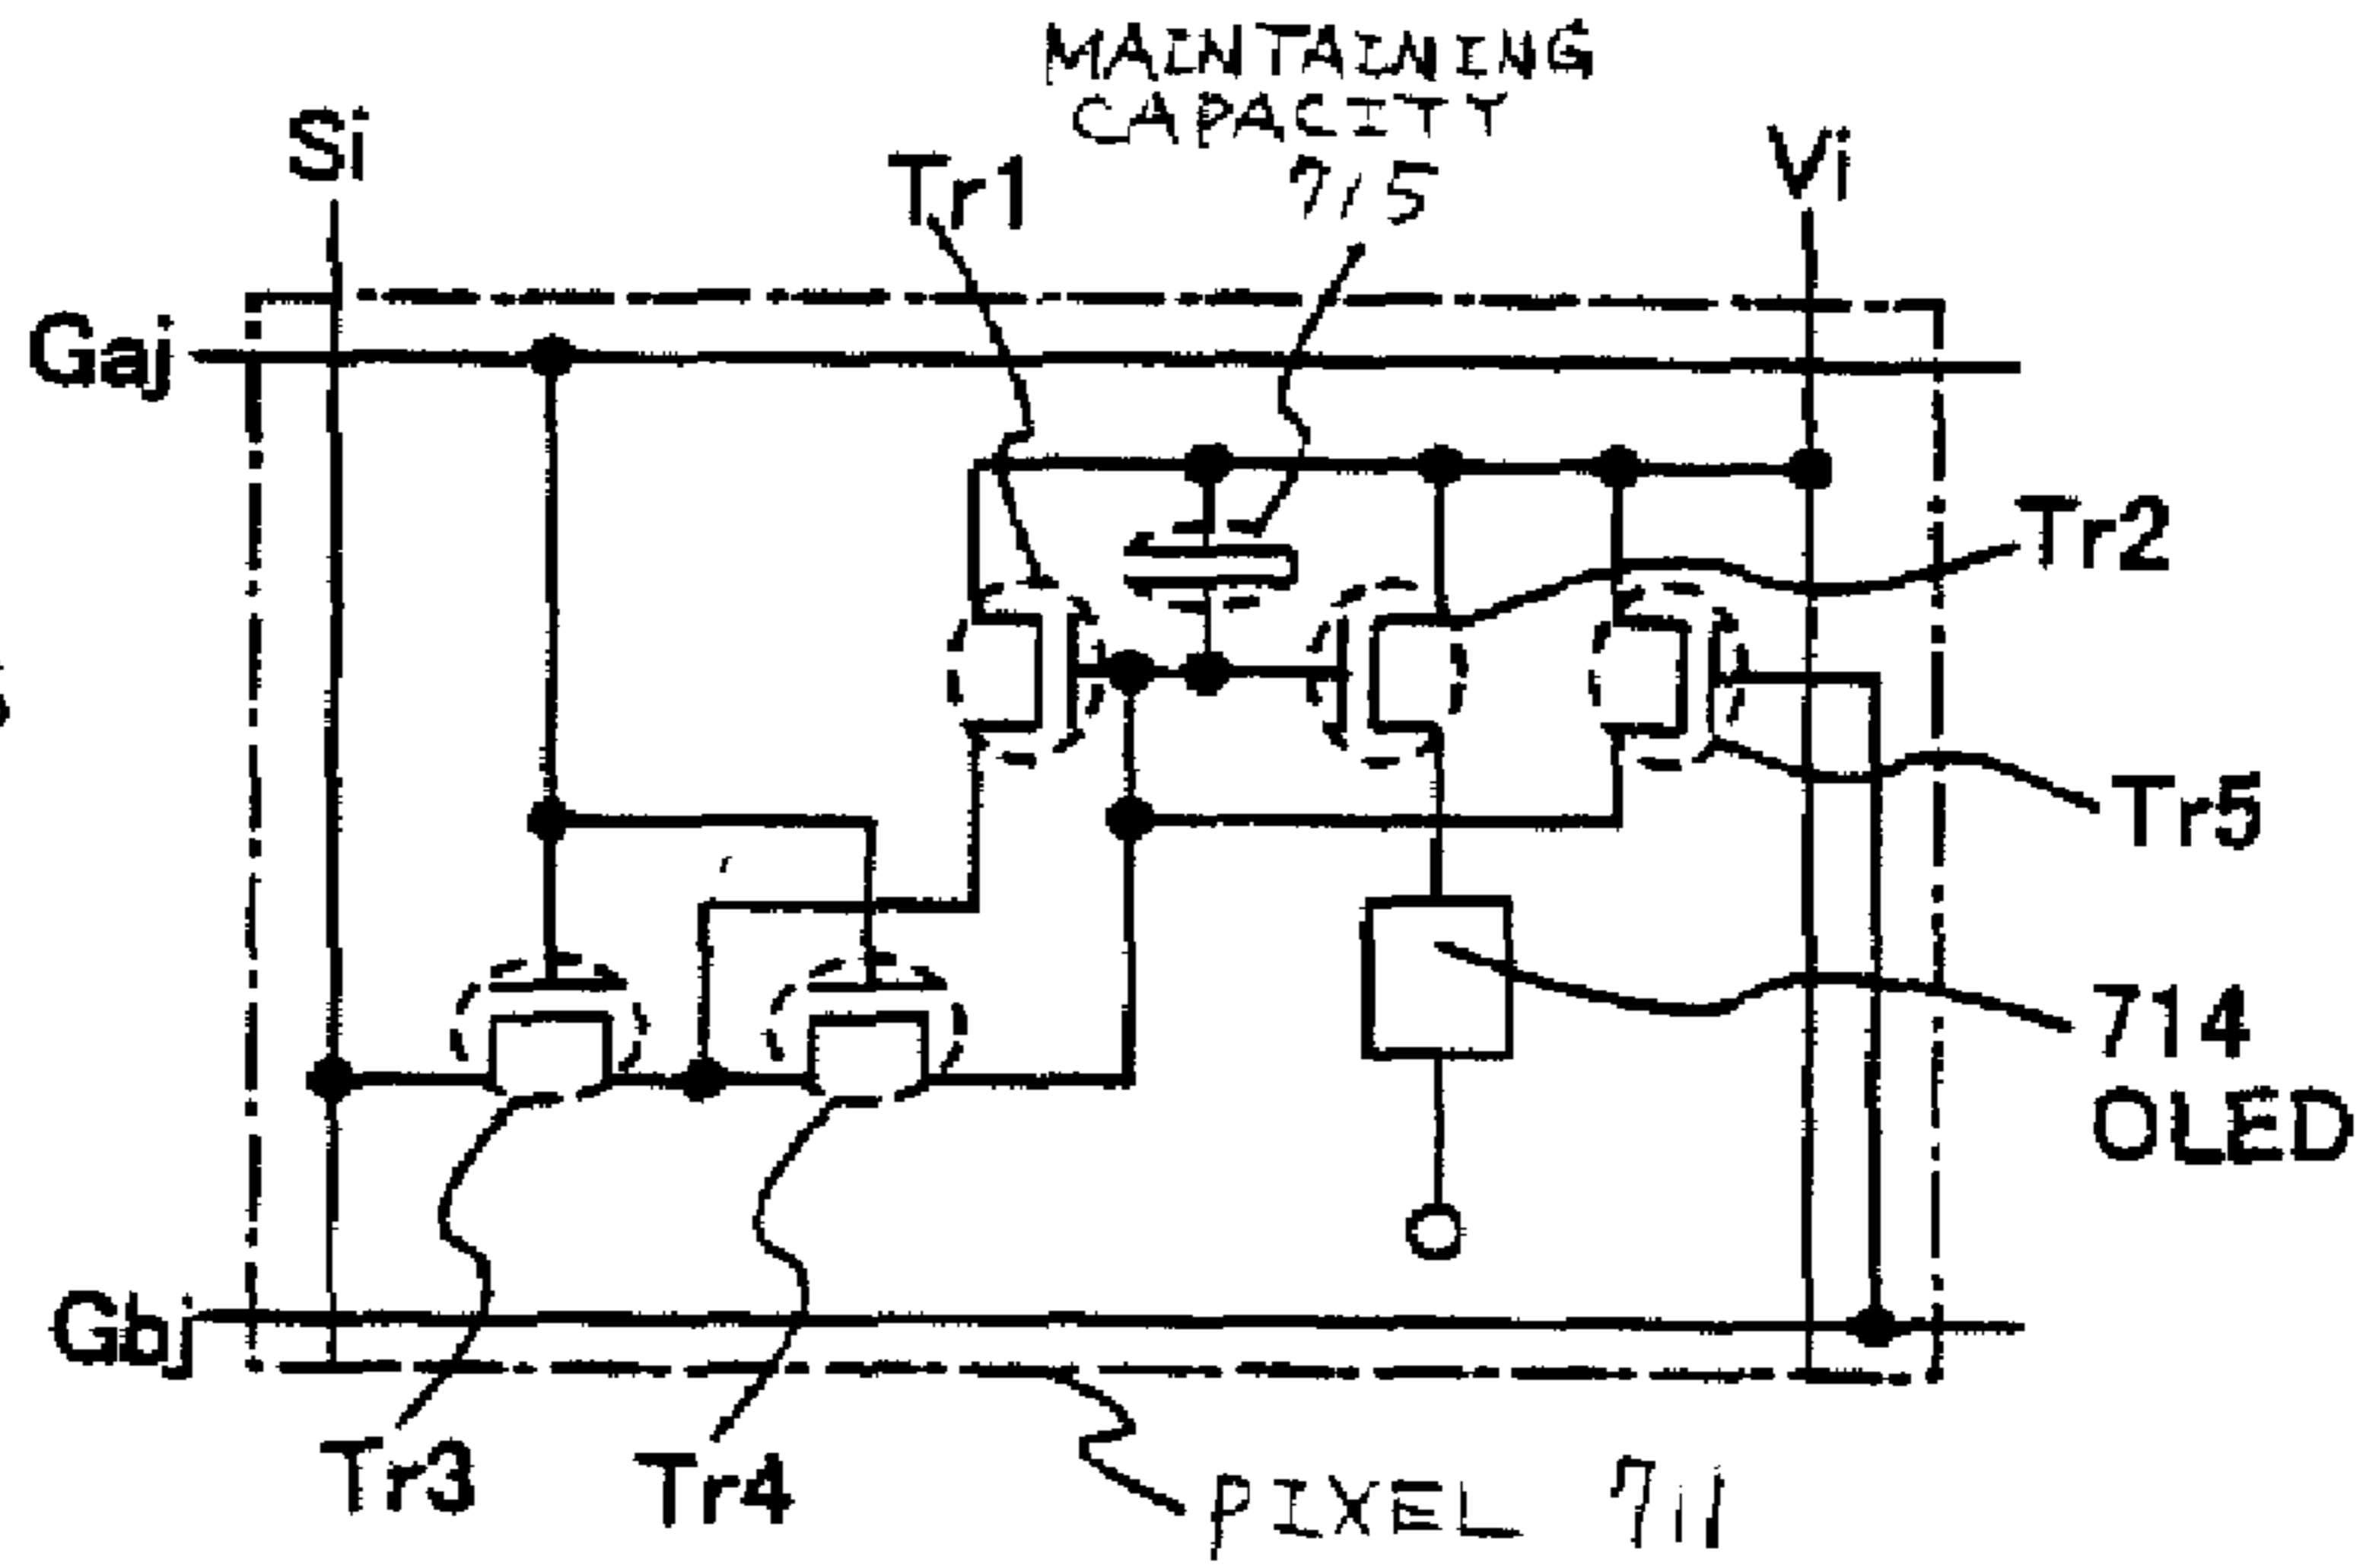 MAINTAINING
CAPACITY
715
Si
Tr1
Vi
Gaj
Tr2
Tr5
714
OLED
Gbj
Tr3
Tr4
PIXEL 711